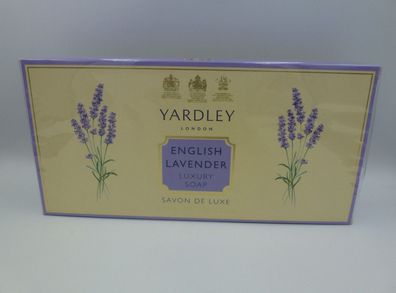 YARDLEY
LONDON
ENGLISH
LAVENDER
LUXURY
SOAP
SAVON DE LUXE